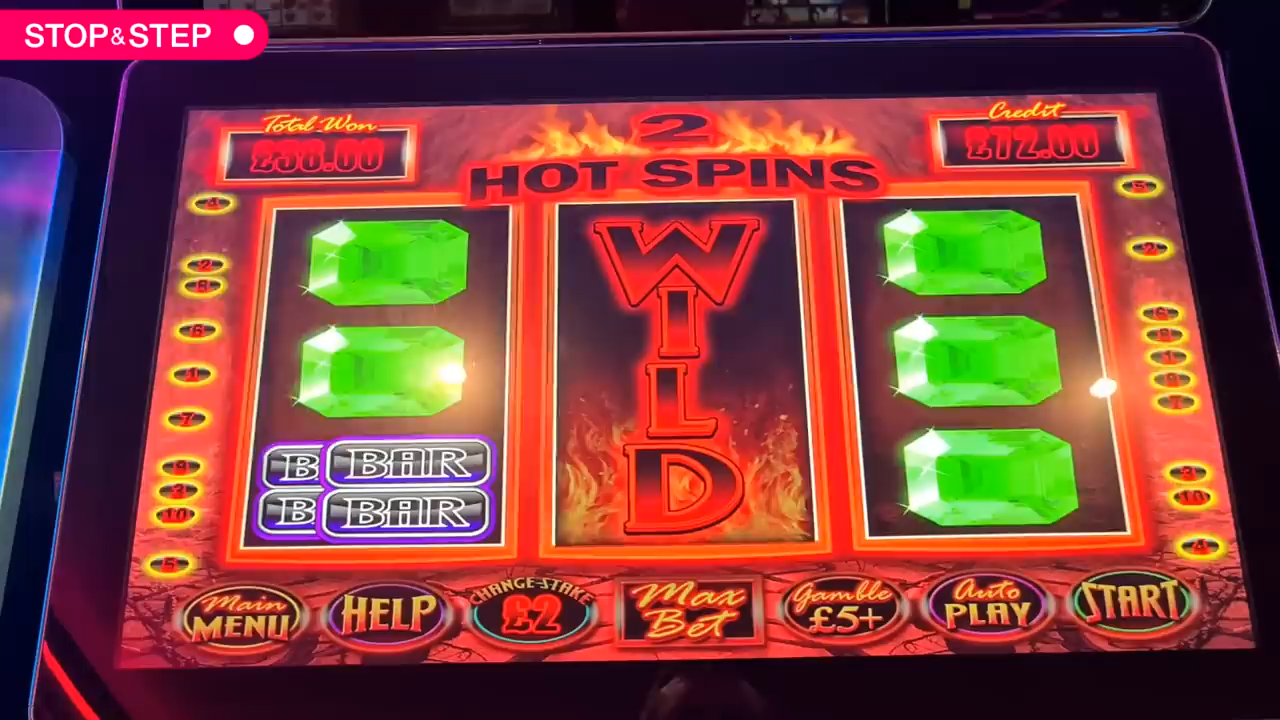 STOP&STEP
Total Won
£38.00
2
HOT SPINS
Credit
£72.00
WILD
B BAR
B BAR
Main
MENU
HELP
CHANGE-STAKE
£2
Max
Bet
Gamble
£5+
Auto
PLAY
START